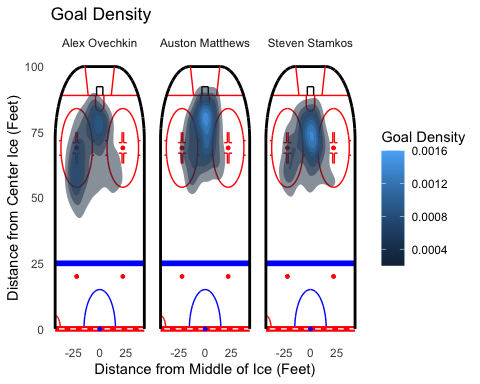 Goal Density
Alex Ovechkin Auston Matthews Steven Stamkos
100
75
50
25
0
Distance from Center Ice (Feet)
-25 0 25 -25 0 25 -25 0 25
Distance from Middle of Ice (Feet)
Goal Density
0.0016
0.0012
0.0008
0.0004